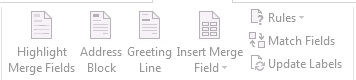 Highlight
Merge Fields
Address
Block
Greeting
Line
Insert Merge
Field
Rules
Match Fields
Update Labels